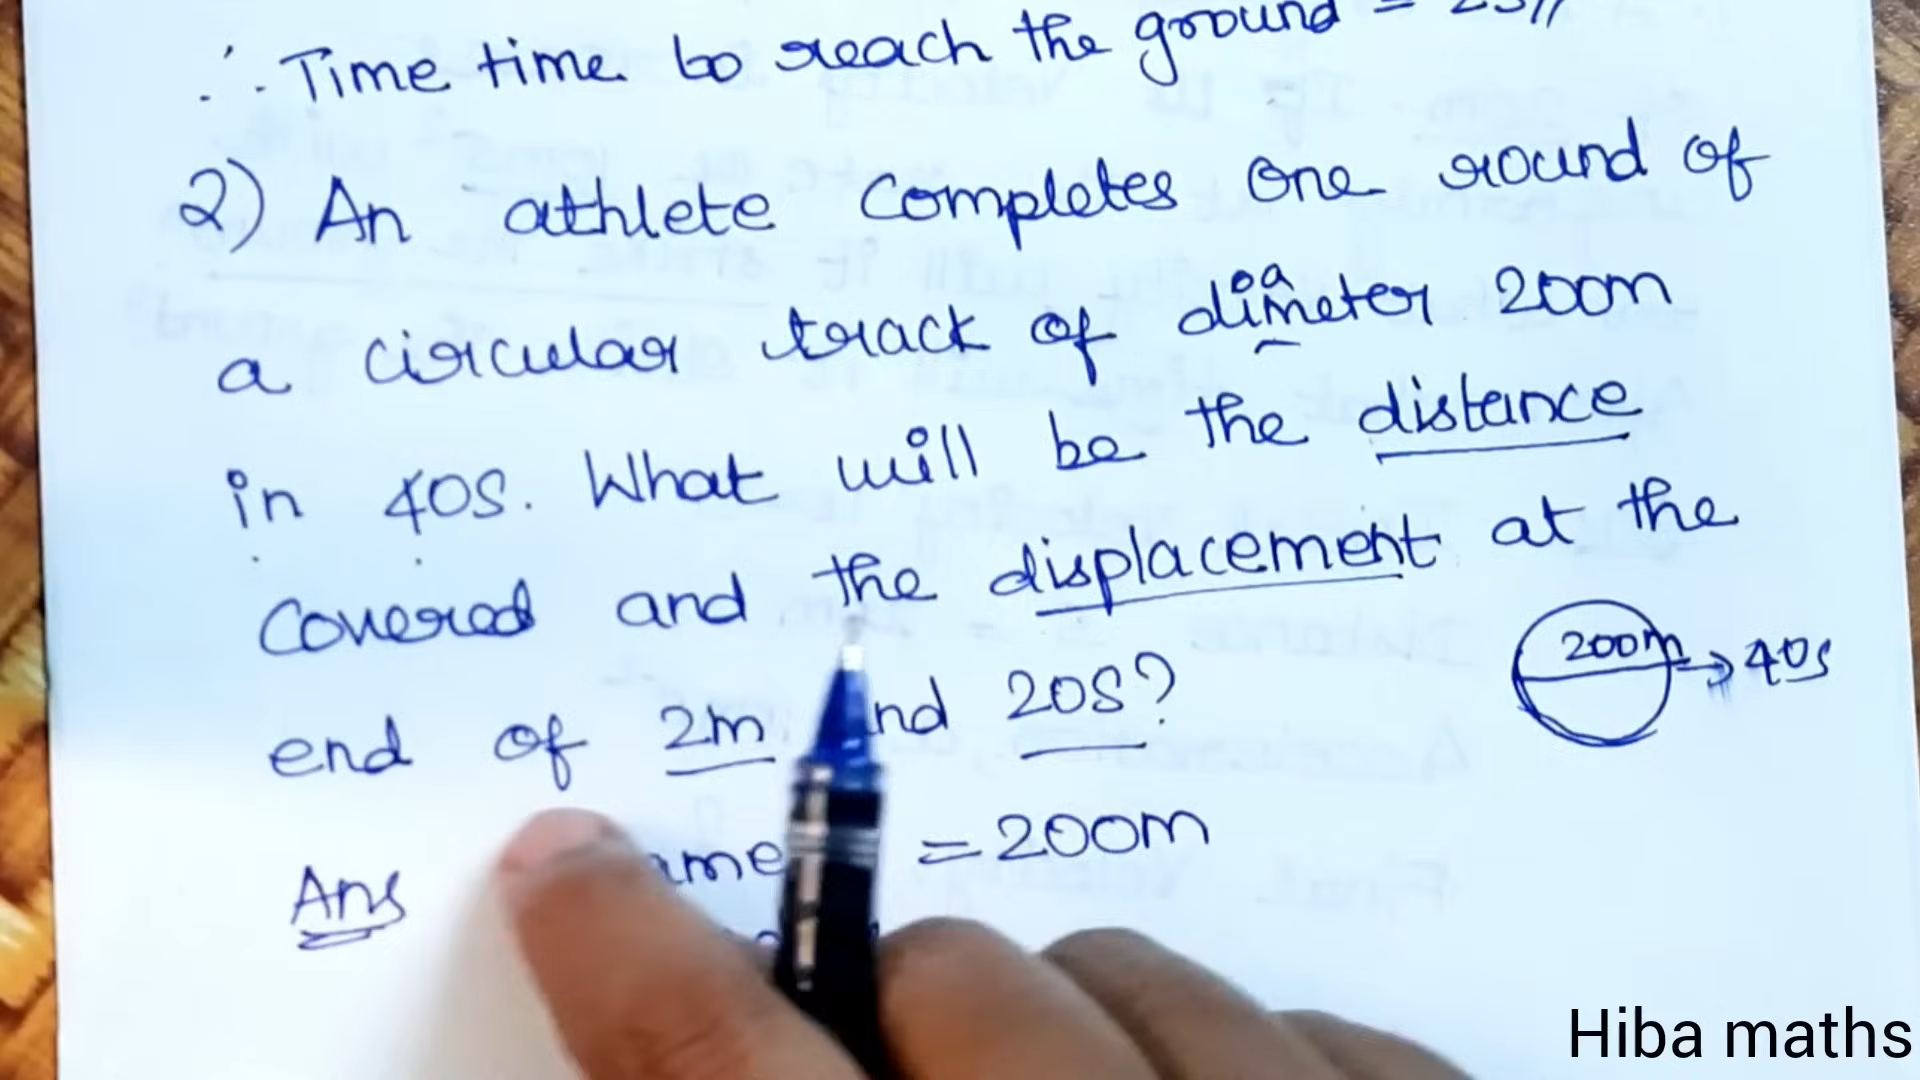 ∴ Time time to reach the ground =
2) An athlete completes one round of
a circular track of diameter 200m
in 40s. What will be the distance
covered and the displacement at the
end of 2m and 20s?
200m → 40s
Ans = 200m
Hiba maths